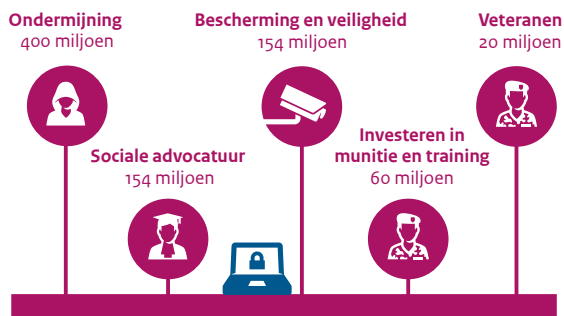 Ondermijning
400 miljoen
Bescherming en veiligheid
154 miljoen
Veteranen
20 miljoen
Sociale advocatuur
154 miljoen
Investeren in
munitie en training
60 miljoen